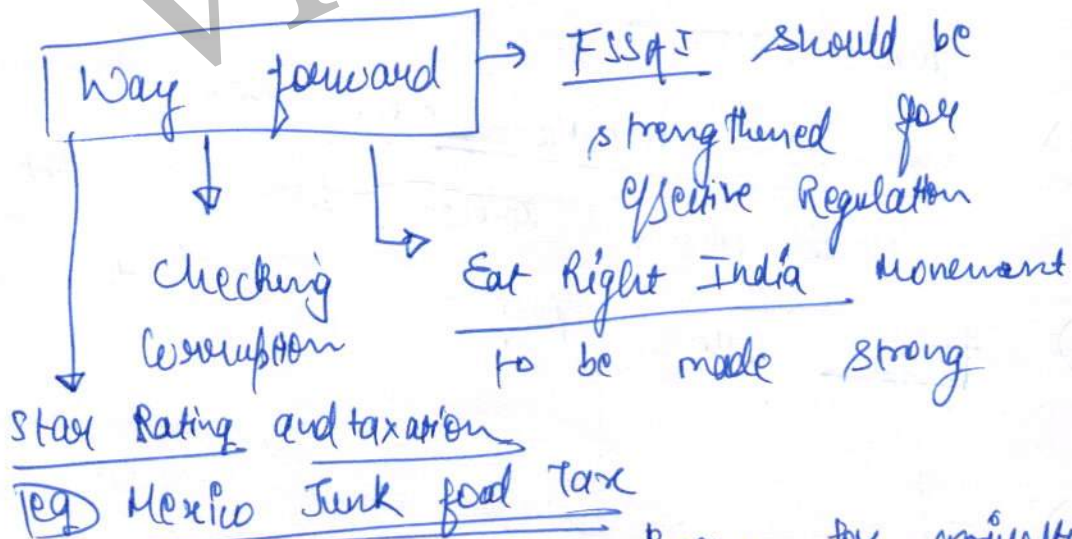 Way forward → FSSAI should be
strengthened for
effective Regulation
Checking
Corruption
Eat Right India Movement
to be made strong
Star Rating and taxation
eg Mexico Junk food Tax
for